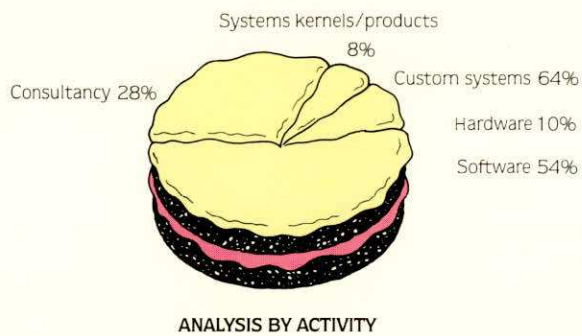 Systems kernels/products
8%
Custom systems 64%
Consultancy 28%
Hardware 10%
Software 54%
ANALYSIS BY ACTIVITY